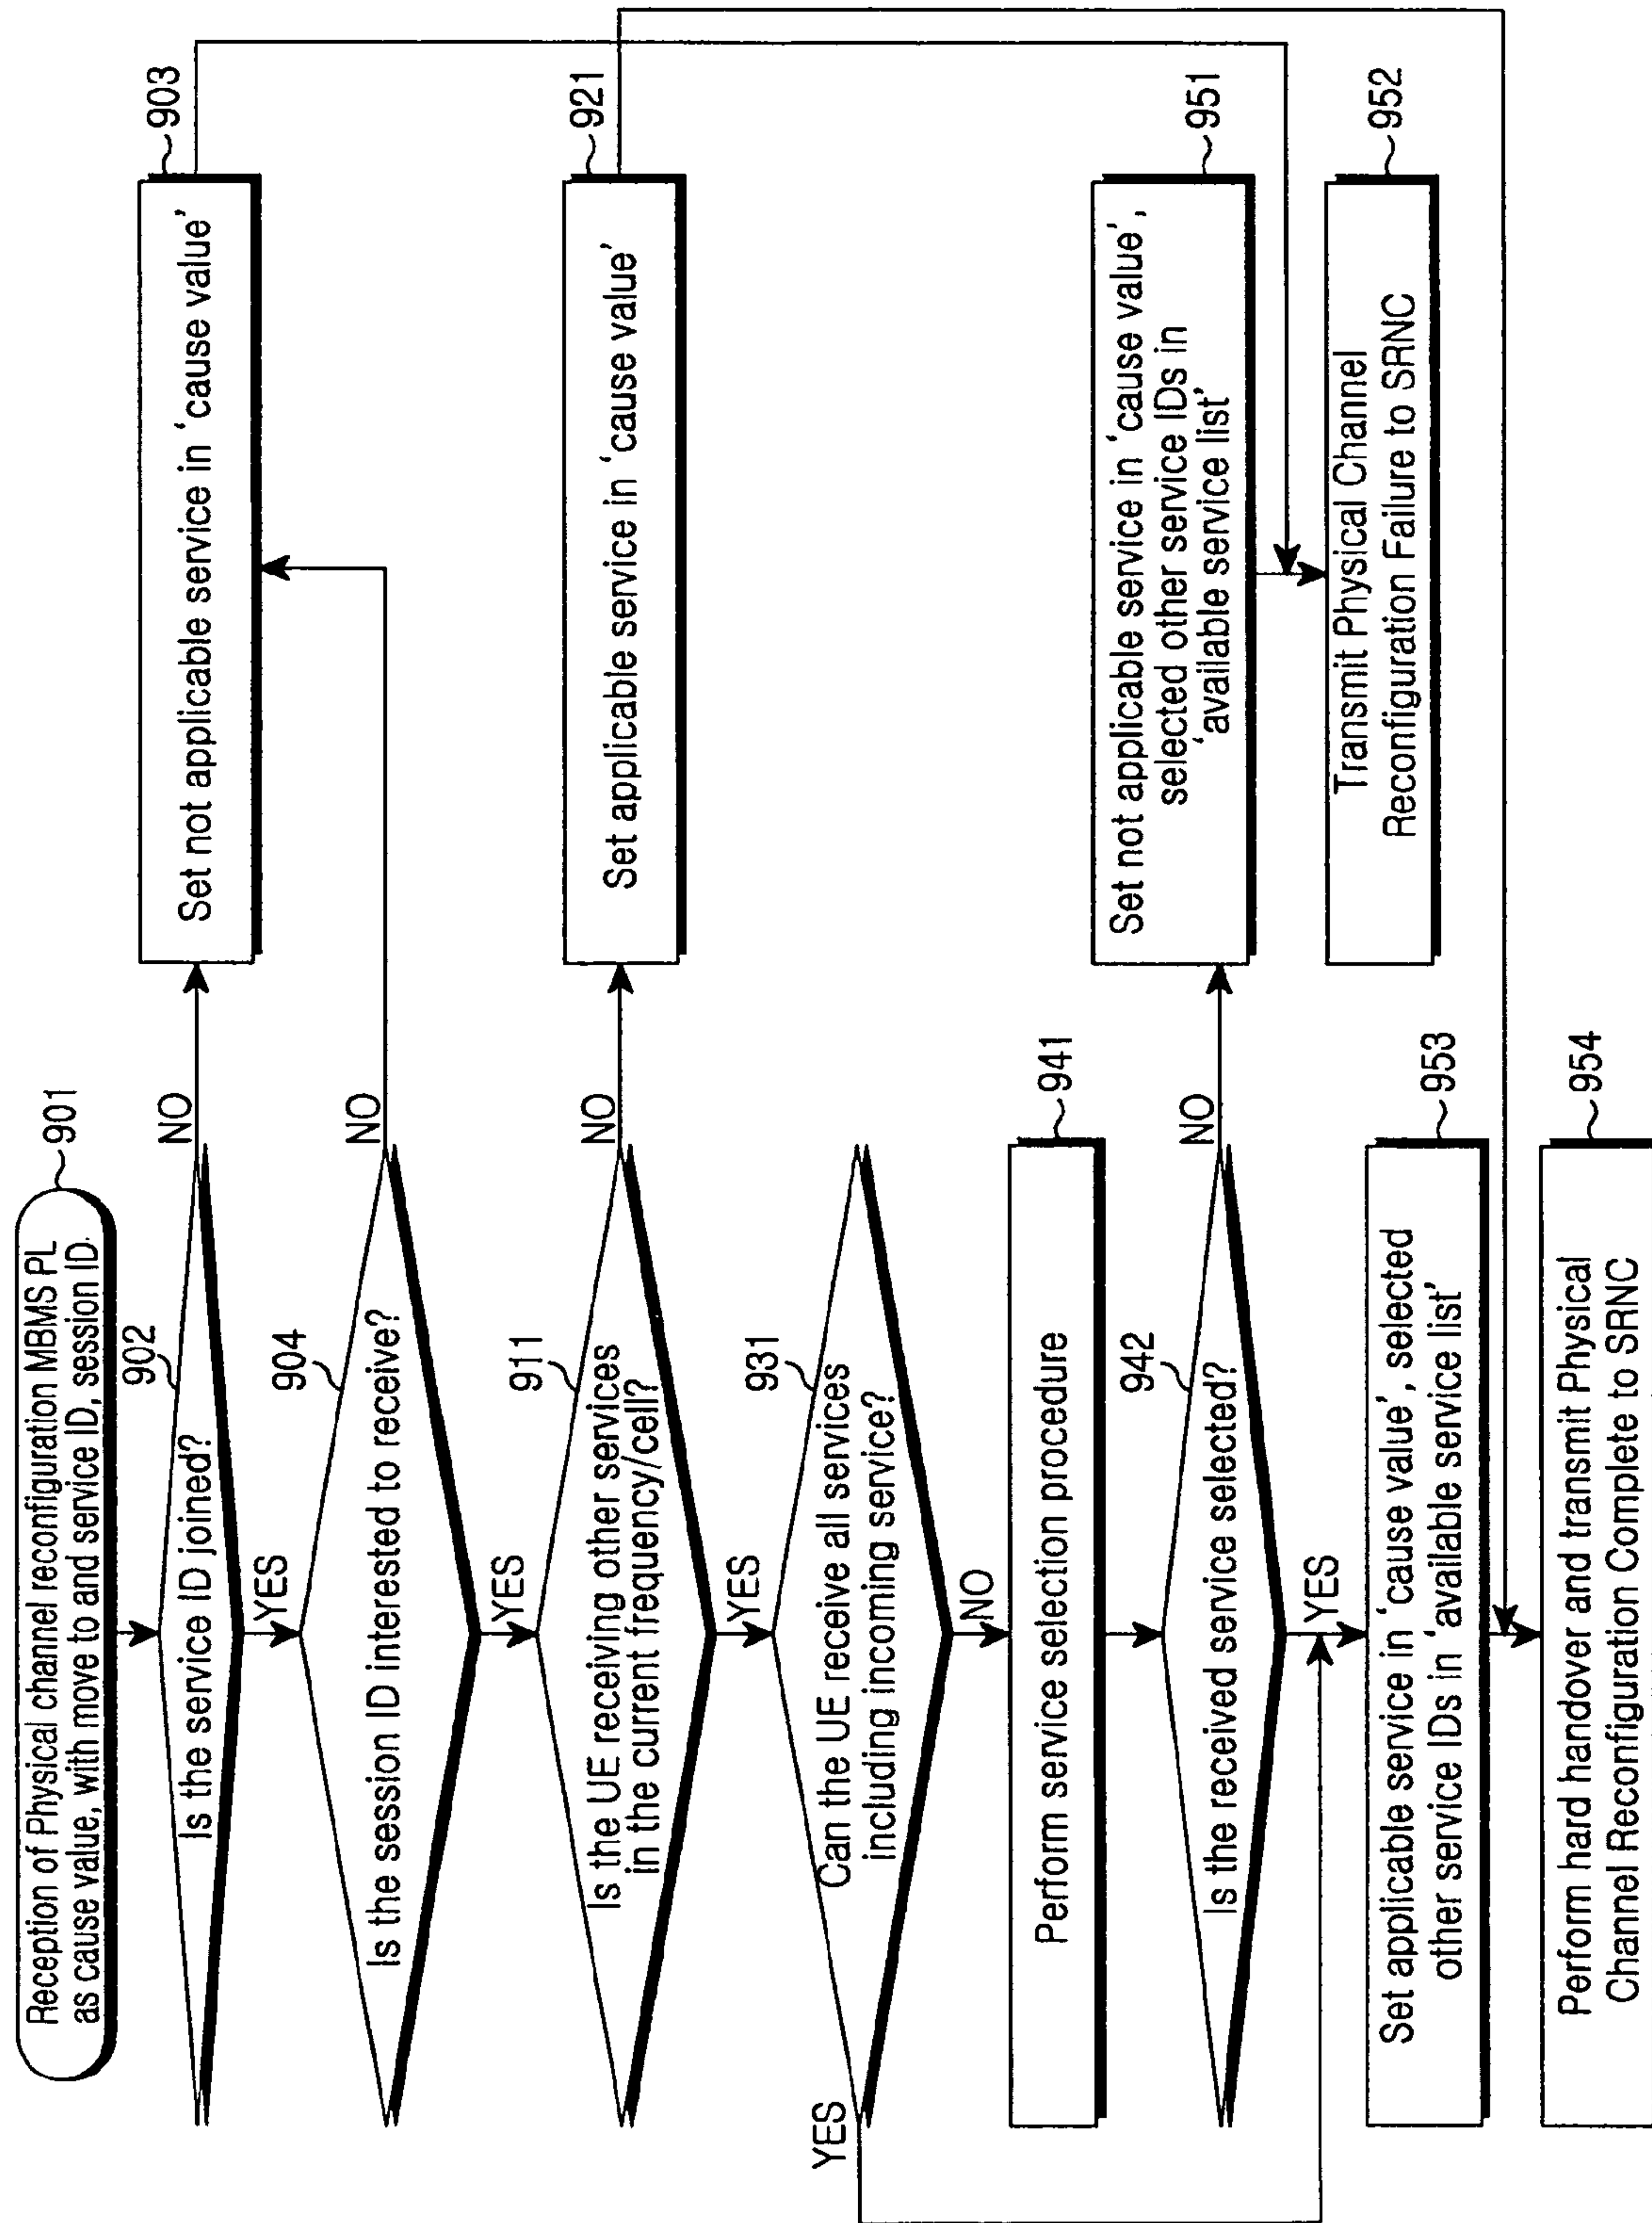 Reception of Physical channel reconfiguration MBMS PL
as cause value, with move to and service ID, session ID.
901
902
Is the service ID joined?
NO
YES
Set not applicable service in 'cause value'
903
904
Is the session ID interested to receive?
NO
YES
911
Is the UE receiving other services
in the current frequency/cell?
NO
YES
Set applicable service in 'cause value'
921
931
Can the UE receive all services
including incoming service?
YES
NO
Perform service selection procedure
941
942
Is the received service selected?
NO
YES
Set not applicable service in 'cause value',
selected other service IDs in
'available service list'
951
Transmit Physical Channel
Reconfiguration Failure to SRNC
952
Set applicable service in 'cause value', selected
other service IDs in 'available service list'
953
Perform hard handover and transmit Physical
Channel Reconfiguration Complete to SRNC
954